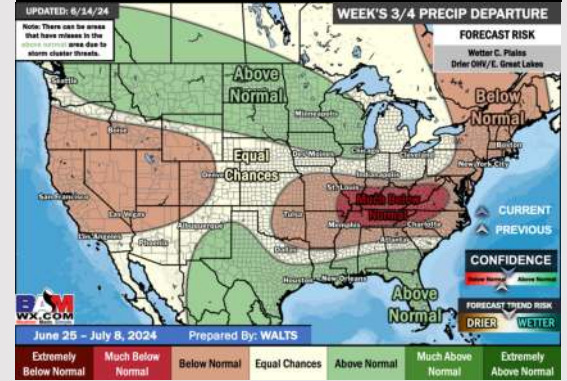 UPDATED: 6/14/24
WEEK'S 3/4 PRECIP DEPARTURE
Note: There can be areas
that have misses in the
above normal area due to
storm cluster threats.
FORECAST RISK
Wetter C. Plains
Drier OHV/E. Great Lakes
Seattle
Above
Normal
Below
Normal
Minneapolis
Boise
Boston
Chicago
Cleveland
New York City
Des Moines
Equal
Chances
Denver
Indianapolis
St. Louis
Much Below
Normal
San Francisco
Las Vegas
Tulsa
Memphis
Charlotte
CURRENT
PREVIOUS
Los Angeles
Albuquerque
Phoenix
Dallas
Atlanta
CONFIDENCE
Below Normal
Above Normal
Houston
New Orleans
Above
Normal
FORECAST TREND RISK
DRIER
WETTER
BAM
WX.COM
June 25 – July 8, 2024
Prepared By: WALTS
Extremely
Below Normal
Much Below
Normal
Below Normal
Equal Chances
Above Normal
Much Above
Normal
Extremely
Above Normal